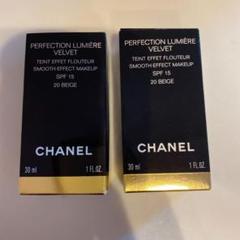 PERFECTION LUMIÈRE
VELVET
TEINT EFFET FLOUTEUR
SMOOTH EFFECT MAKEUP
SPF 15
20 BEIGE
CHANEL
30 ml 1 FL.OZ.
PERFECTION LUMIÈRE
VELVET
TEINT EFFET FLOUTEUR
SMOOTH EFFECT MAKEUP
SPF 15
20 BEIGE
CHANEL
30 ml 1 FL.OZ.